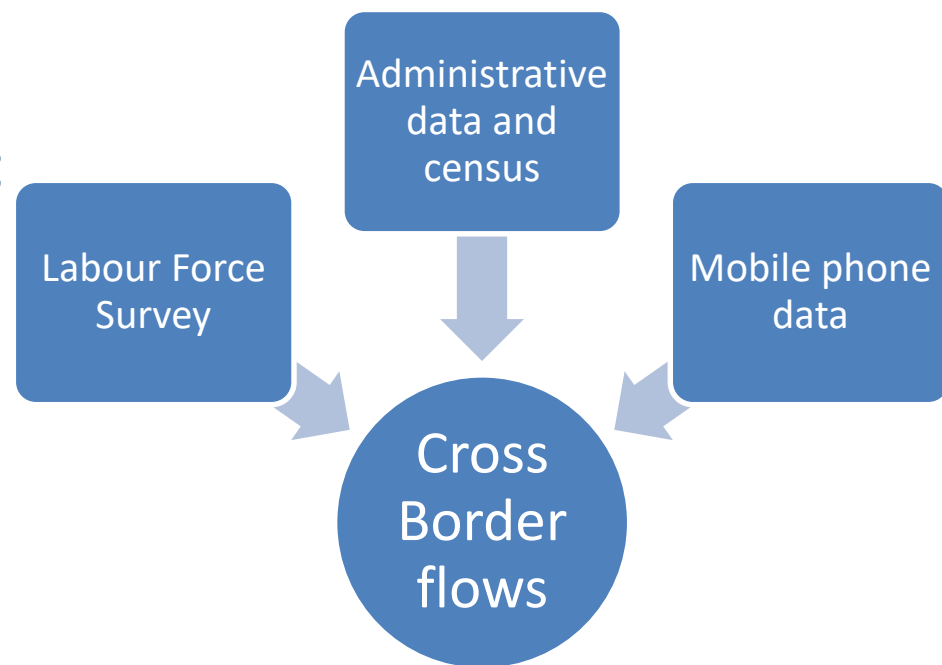 Administrative
data and
census
Labour Force
Survey
Mobile phone
data
Cross
Border
flows